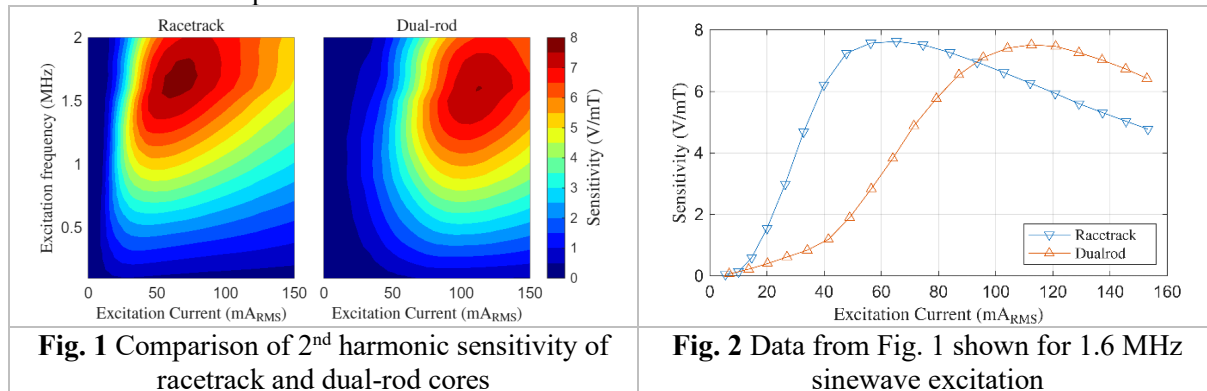 Racetrack
Dual-rod
Excitation frequency (MHz)
2
1.5
1
0.5
0 50 100 150
Excitation Current (mARMS)
0 50 100 150
Excitation Current (mARMS)
8
7
6
5
4
3
2
1
0
Sensitivity (V/mT)
Fig. 1 Comparison of 2nd harmonic sensitivity of
racetrack and dual-rod cores
Sensitivity (V/mT)
8
6
4
2
0
0 20 40 60 80 100 120 140 160
Excitation Current (mARMS)
Racetrack
Dualrod
Fig. 2 Data from Fig. 1 shown for 1.6 MHz
sinewave excitation